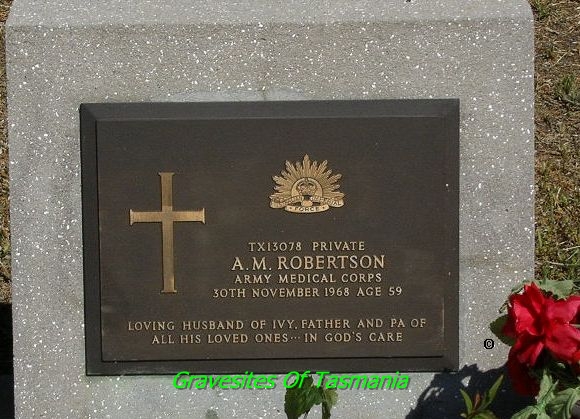 TX13078 PRIVATE
A.M. ROBERTSON
ARMY MEDICAL CORPS
30TH NOVEMBER 1968 AGE 59
LOVING HUSBAND OF IVY, FATHER AND PA OF
ALL HIS LOVED ONES··· IN GOD'S CARE
©
Gravesites Of Tasmania